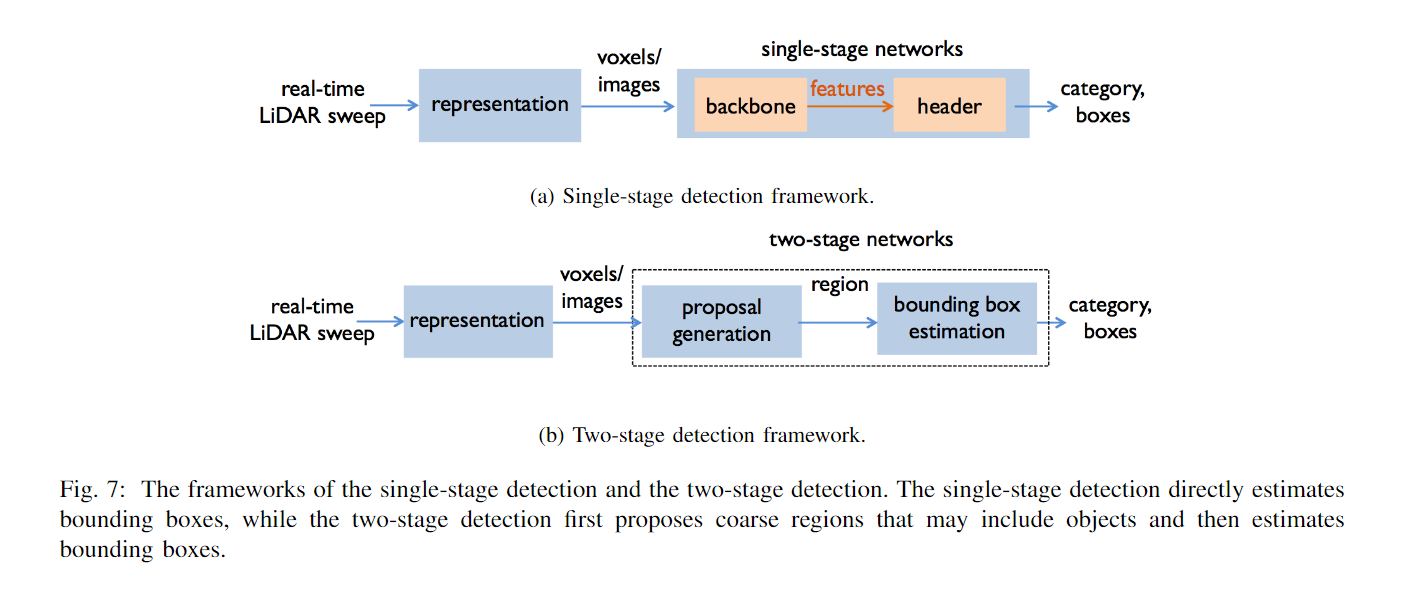 single-stage networks
voxels/
images
real-time
LiDAR sweep
representation
backbone
features
header
category,
boxes
(a) Single-stage detection framework.
two-stage networks
voxels/
images
real-time
LiDAR sweep
representation
proposal
generation
region
bounding box
estimation
category,
boxes
(b) Two-stage detection framework.
Fig. 7: The frameworks of the single-stage detection and the two-stage detection. The single-stage detection directly estimates
bounding boxes, while the two-stage detection first proposes coarse regions that may include objects and then estimates
bounding boxes.